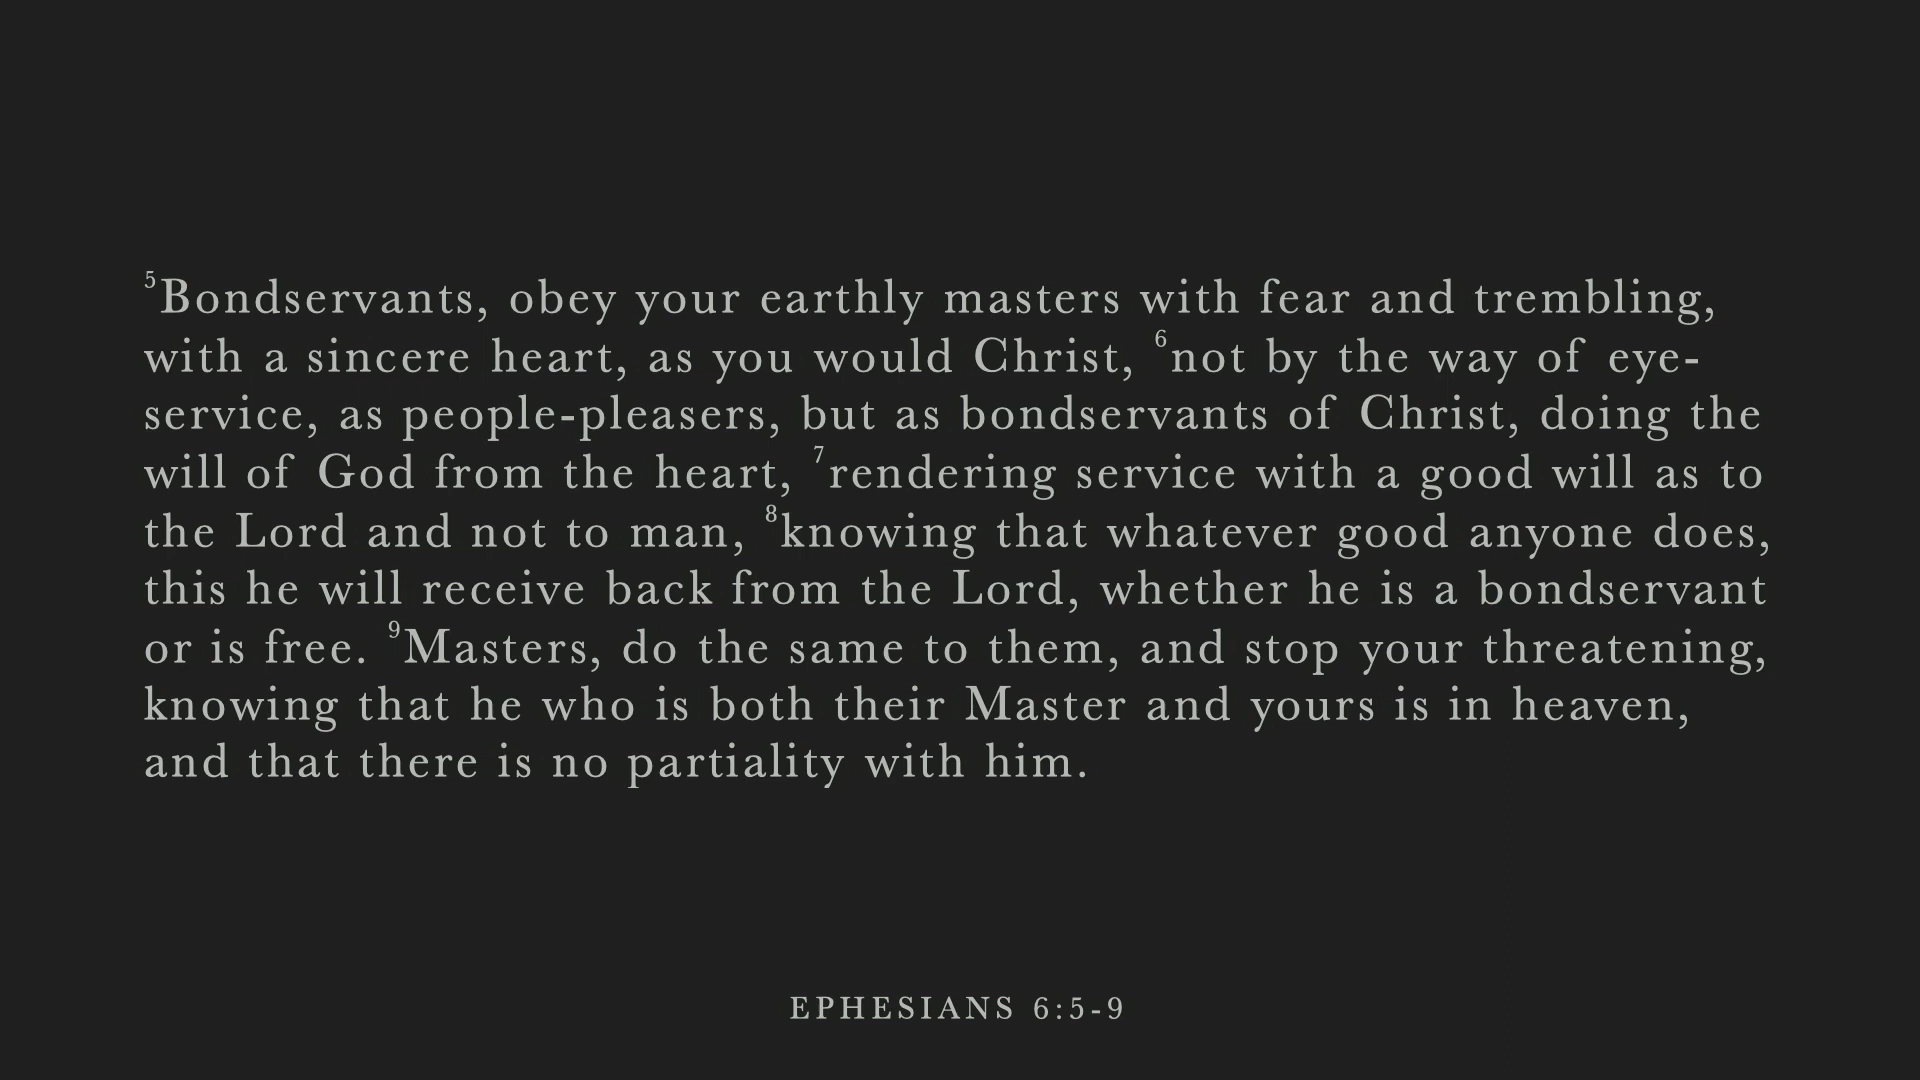 ⁵Bondservants, obey your earthly masters with fear and trembling,
with a sincere heart, as you would Christ, ⁶not by the way of eye-
service, as people-pleasers, but as bondservants of Christ, doing the
will of God from the heart, ⁷rendering service with a good will as to
the Lord and not to man, ⁸knowing that whatever good anyone does,
this he will receive back from the Lord, whether he is a bondservant
or is free. ⁹Masters, do the same to them, and stop your threatening,
knowing that he who is both their Master and yours is in heaven,
and that there is no partiality with him.
EPHESIANS 6:5-9